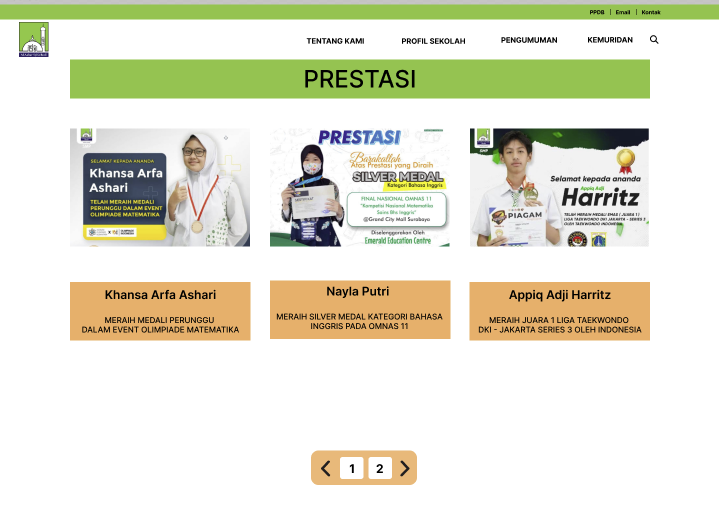 PPDB | Email | Kontak
TENTANG KAMI PROFIL SEKOLAH PENGUMUMAN KEMURIDAN
PRESTASI
SELAMAT KEPADA ANANDA
Khansa Arfa
Ashari
TELAH MERAIH MEDALI
PERUNGGU DALAM EVENT
OLIMPIADE MATEMATIKA
PRESTASI
Barakallah
Atas Prestasi yang Diraih
SILVER MEDAL
Kategori Bahasa Inggris
FINAL NASIONAL OMNAS 11
"Kompetisi Nasional Matematika
Sains Dan Inggris"
@Grand City Mall Surabaya
Diselenggarakan Oleh
Emerald Education Centre
Selamat kepada ananda
Appiq Adji
Harritz
TELAH MERAIH MEDALI EMAS ( JUARA 1 )
LIGA TAEKWONDO DKI JAKARTA - SERIES 3
OLEH TAEKWONDO INDONESIA
PIAGAM
Khansa Arfa Ashari
MERAIH MEDALI PERUNGGU
DALAM EVENT OLIMPIADE MATEMATIKA
Nayla Putri
MERAIH SILVER MEDAL KATEGORI BAHASA
INGGRIS PADA OMNAS 11
Appiq Adji Harritz
MERAIH JUARA 1 LIGA TAEKWONDO
DKI - JAKARTA SERIES 3 OLEH INDONESIA
1 2